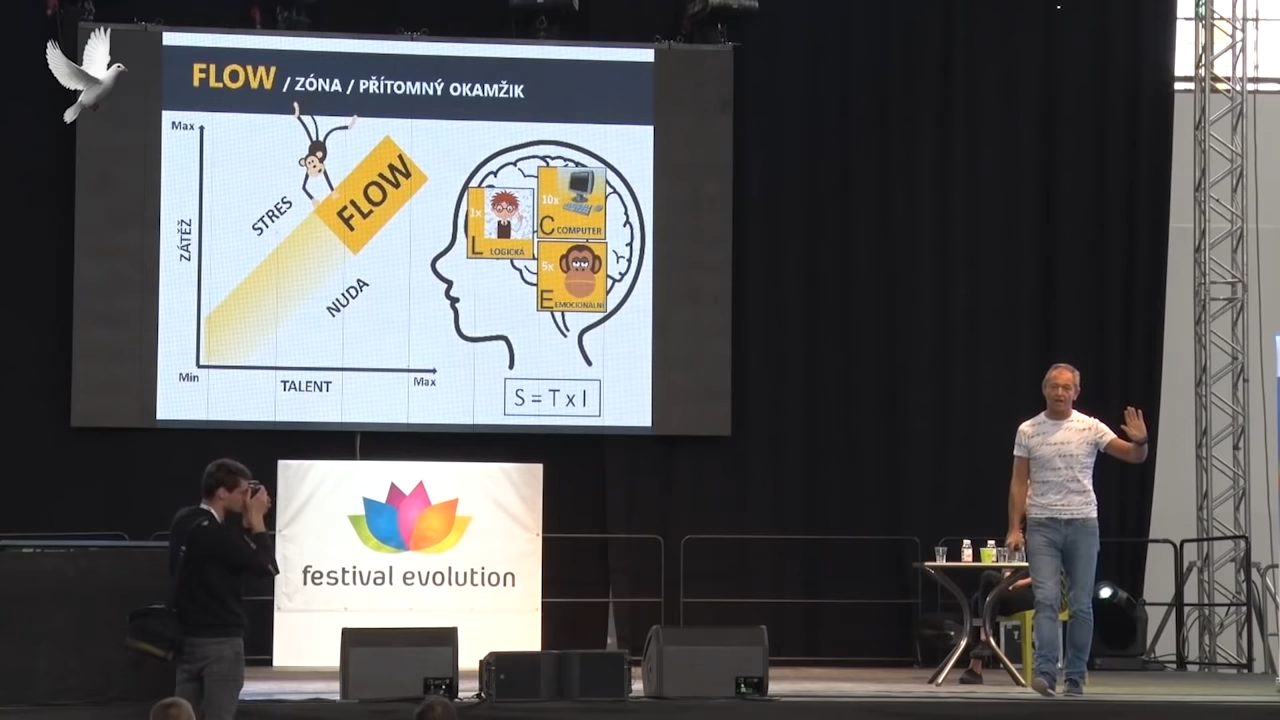 FLOW / ZÓNA / PŘÍTOMNÝ OKAMŽIK
Max
ZÁTĚŽ
STRES
FLOW
NUDA
Min
TALENT
Max
1x
L LOGICKÁ
10x
C COMPUTER
5x
E EMOCIONÁLNÍ
S = T x I
festival evolution